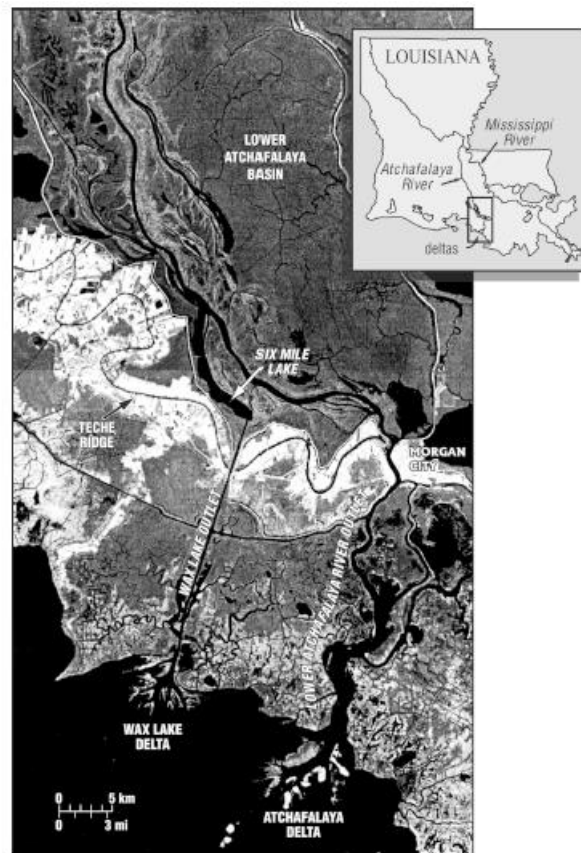 LOUISIANA
Mississippi
River
Atchafalaya
River
deltas
LOWER
ATCHAFALAYA
BASIN
SIX MILE
LAKE
TECHE
RIDGE
MORGAN
CITY
WAX LAKE OUTLET
LOWER ATCHAFALAYA RIVER OUTLET
WAX LAKE
DELTA
ATCHAFALAYA
DELTA
0 5 km
0 3 mi